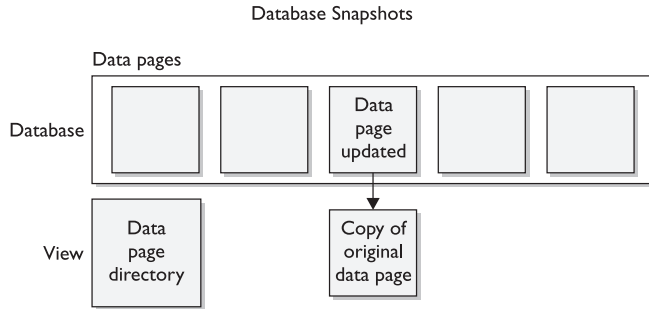 Database Snapshots
Data pages
Database
Data
page
updated
View
Data
page
directory
Copy of
original
data page